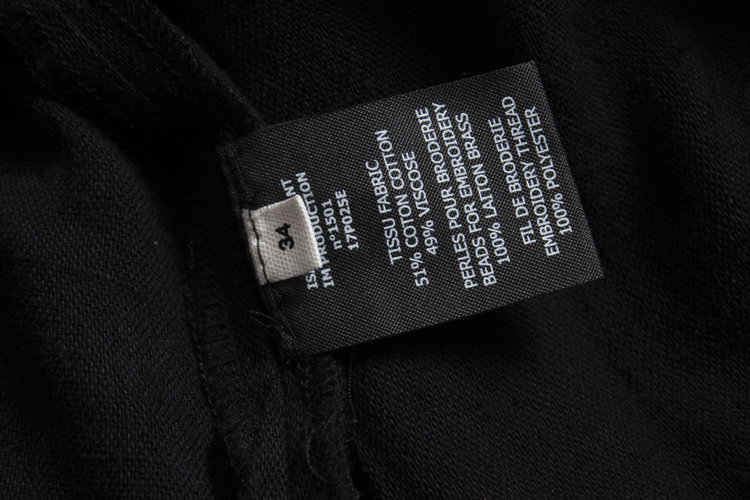 34
IM PRODUCTION
n°1501
17P025E
TISSU FABRIC
51% COTON COTTON
49% VISCOSE
PERLES POUR BRODERIE
BEADS FOR EMBROIDERY
100% LAITON BRASS
FIL DE BRODERIE
EMBROIDERY THREAD
100% POLYESTER